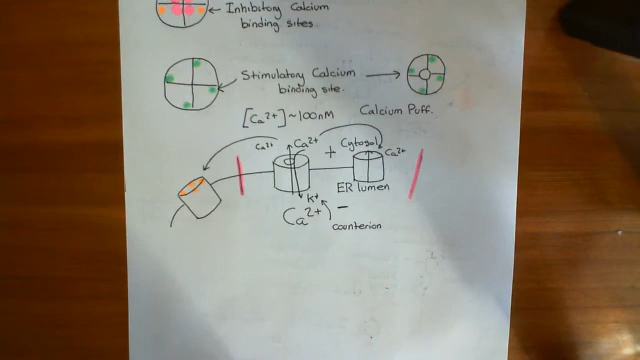 Inhibitory Calcium
binding sites.
Stimulatory Calcium
binding site.
[Ca²⁺] ~100nM
Calcium Puff.
Ca²⁺
Ca²⁺
+
Cytosol
Ca²⁺
ER lumen
K⁺
Ca²⁺
−
counterion